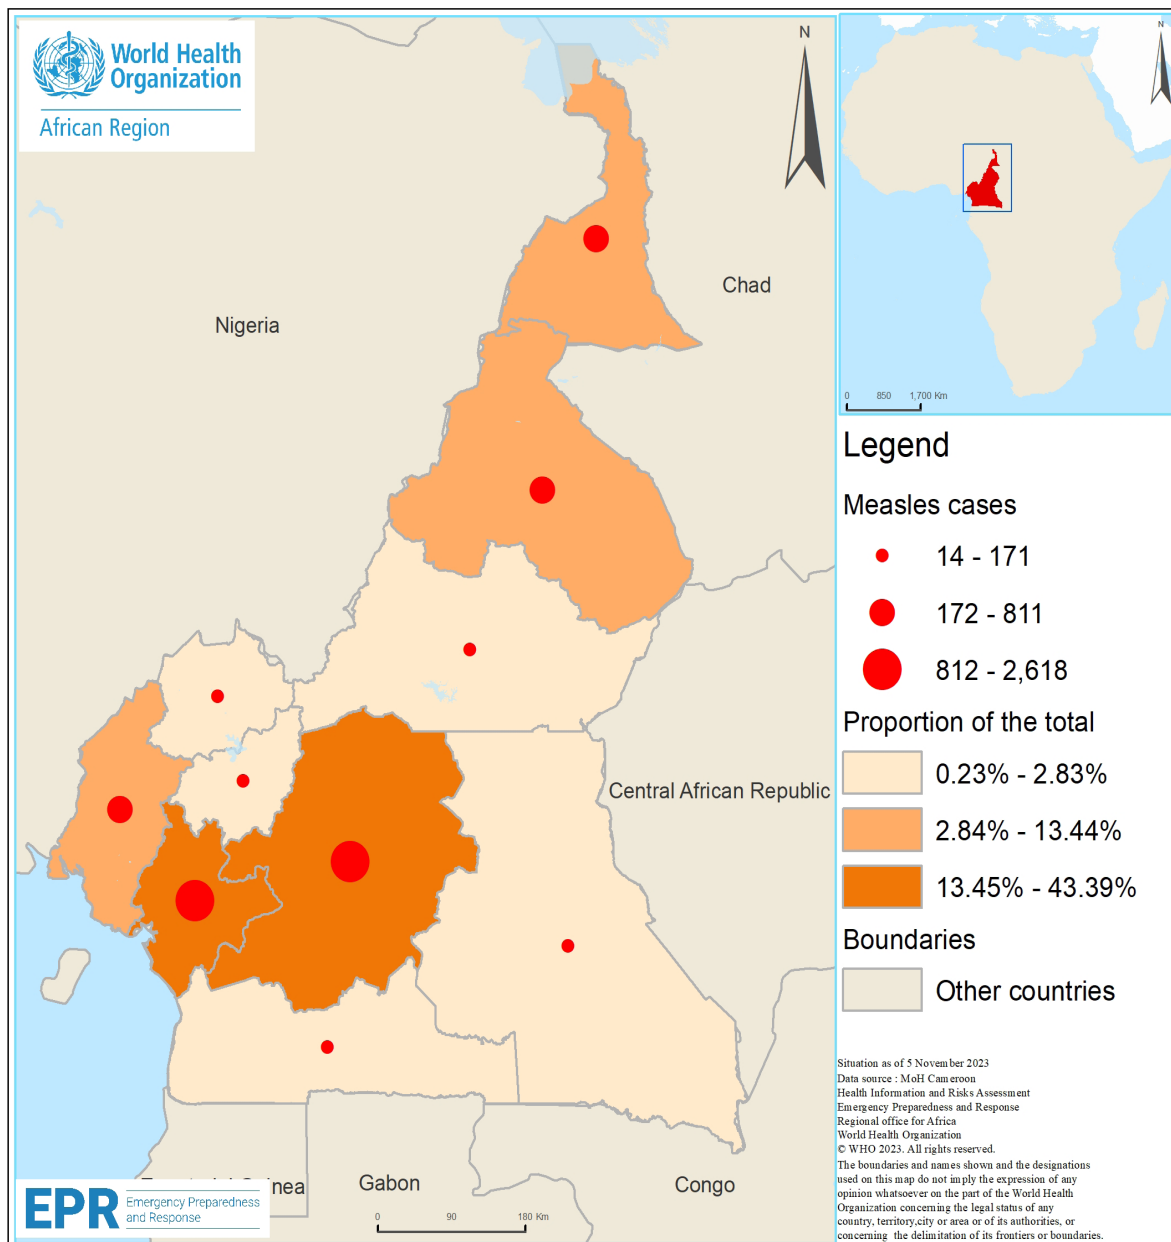 World Health
Organization
African Region
N
N
Chad
Nigeria
Central African Republic
Gabon
Congo
EPR
Emergency Preparedness
and Response
0 90 180 Km
0 850 1,700 Km
Legend
Measles cases
14 - 171
172 - 811
812 - 2,618
Proportion of the total
0.23% - 2.83%
2.84% - 13.44%
13.45% - 43.39%
Boundaries
Other countries
Situation as of 5 November 2023
Data source : MoH Cameroon
Health Information and Risks Assessment
Emergency Preparedness and Response
Regional office for Africa
World Health Organization
© WHO 2023. All rights reserved.
The boundaries and names shown and the designations
used on this map do not imply the expression of any
opinion whatsoever on the part of the World Health
Organization concerning the legal status of any
country, territory,city or area or of its authorities, or
concerning the delimitation of its frontiers or boundaries.